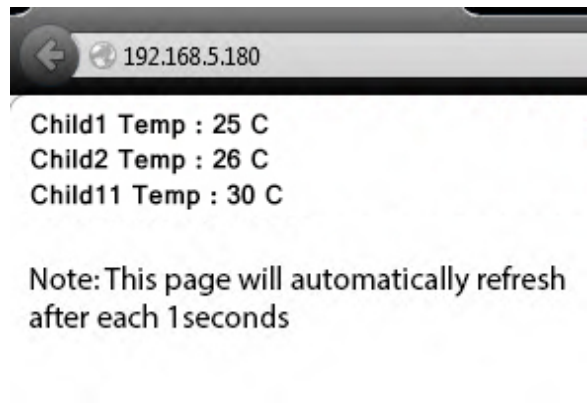 192.168.5.180
Child1 Temp : 25 C
Child2 Temp : 26 C
Child11 Temp : 30 C
Note: This page will automatically refresh
after each 1seconds